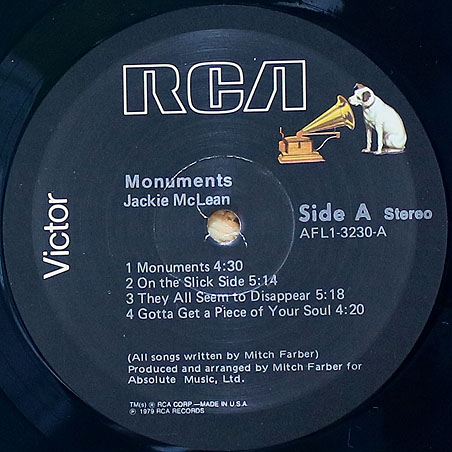 RCA
Victor
Monuments
Jackie McLean
Side A Stereo
AFL1-3230-A
1 Monuments 4:30
2 On the Slick Side 5:14
3 They All Seem to Disappear 5:18
4 Gotta Get a Piece of Your Soul 4:20
(All songs written by Mitch Farber)
Produced and arranged by Mitch Farber for
Absolute Music, Ltd.
TM(s) ® RCA CORP—MADE IN U.S.A.
℗ 1979 RCA RECORDS